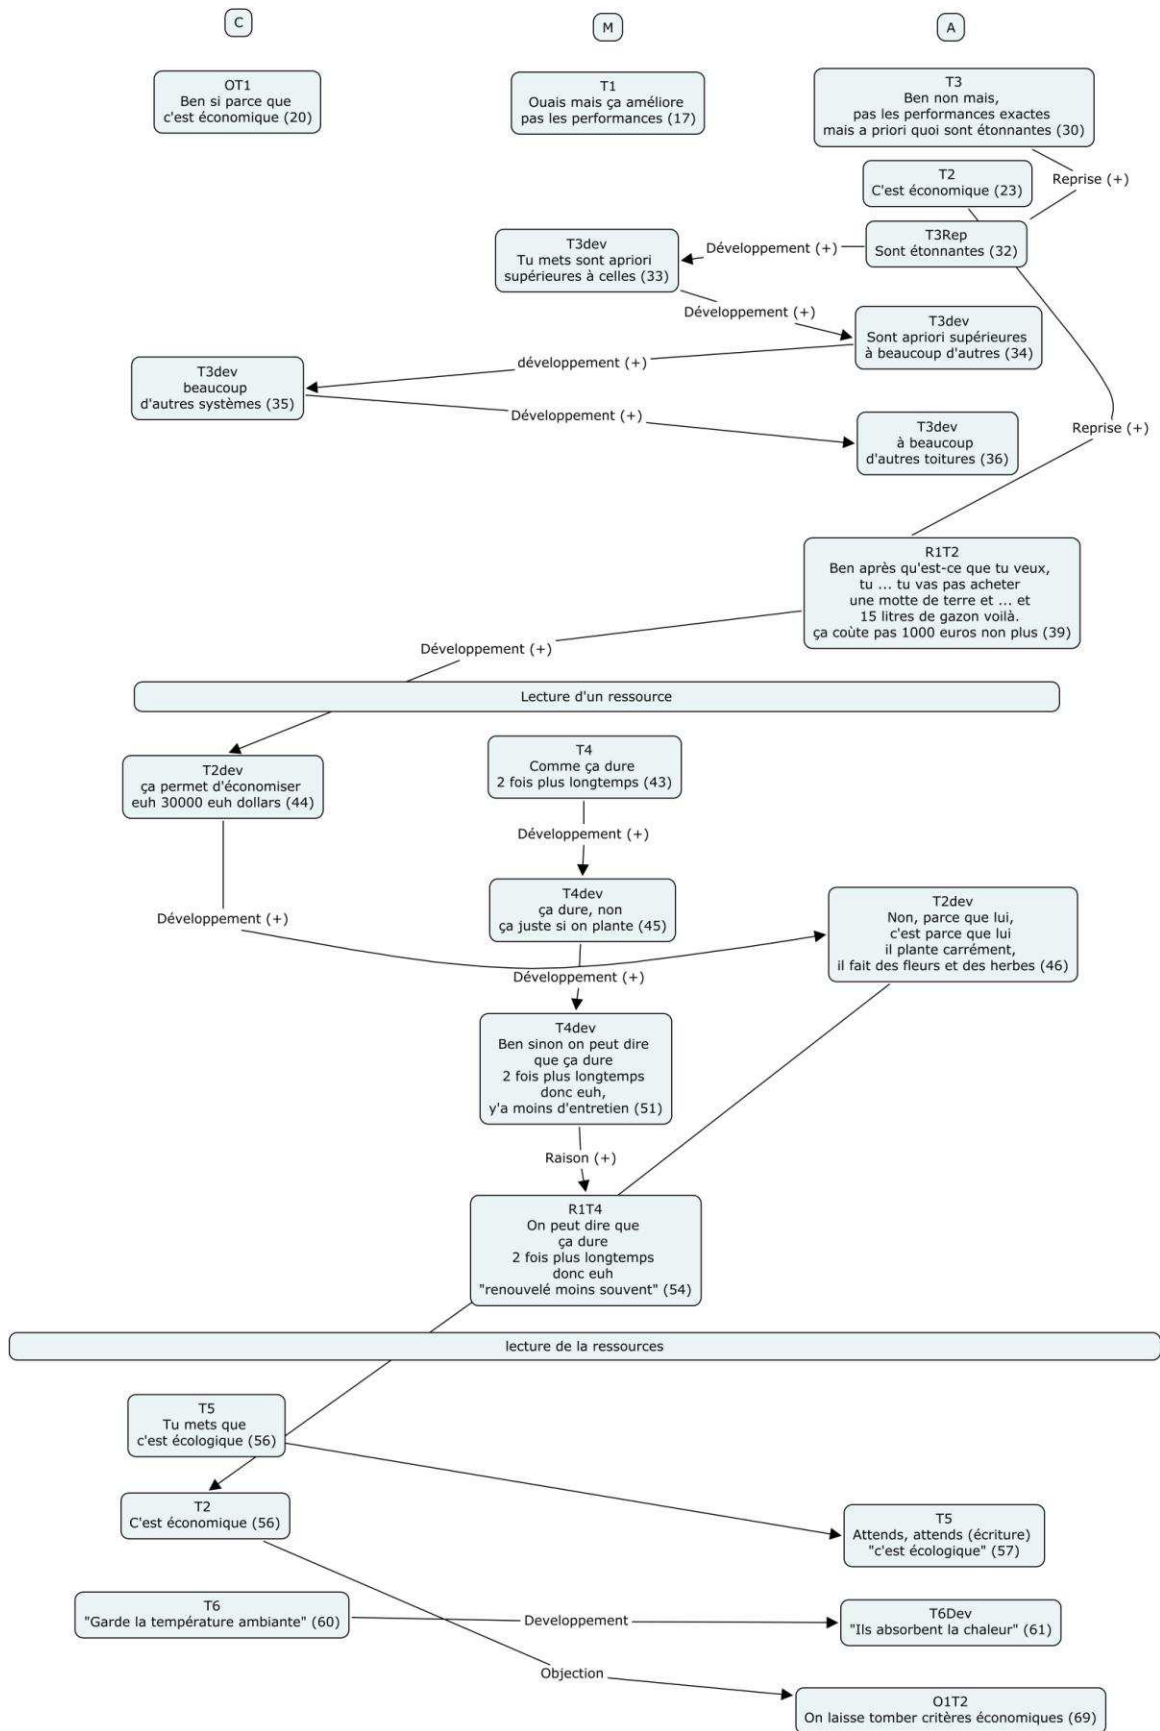 C
M
A
OT1
Ben si parce que
c'est économique (20)
T1
Ouais mais ça améliore
pas les performances (17)
T3
Ben non mais,
pas les performances exactes
mais a priori quoi sont étonnantes (30)
Reprise (+)
T2
C'est économique (23)
T3Rep
Sont étonnantes (32)
Développement (+)
T3dev
Tu mets sont apriori
supérieures à celles (33)
Développement (+)
T3dev
Sont apriori supérieures
à beaucoup d'autres (34)
développement (+)
T3dev
beaucoup
d'autres systèmes (35)
Développement (+)
T3dev
à beaucoup
d'autres toitures (36)
Reprise (+)
R1T2
Ben après qu'est-ce que tu veux,
tu ... tu vas pas acheter
une motte de terre et ... et
15 litres de gazon voilà.
ça coûte pas 1000 euros non plus (39)
Développement (+)
Lecture d'un ressource
T2dev
ça permet d'économiser
euh 30000 euh dollars (44)
T4
Comme ça dure
2 fois plus longtemps (43)
Développement (+)
T4dev
ça dure, non
ça juste si on plante (45)
Développement (+)
T2dev
Non, parce que lui,
c'est parce que lui
il plante carrément,
il fait des fleurs et des herbes (46)
Développement (+)
T4dev
Ben sinon on peut dire
que ça dure
2 fois plus longtemps
donc euh,
y'a moins d'entretien (51)
Raison (+)
R1T4
On peut dire que
ça dure
2 fois plus longtemps
donc euh
"renouvelé moins souvent" (54)
lecture de la ressources
T5
Tu mets que
c'est écologique (56)
T2
C'est économique (56)
T5
Attends, attends (écriture)
"c'est écologique" (57)
T6
"Garde la température ambiante" (60)
Developpement
T6Dev
"Ils absorbent la chaleur" (61)
Objection
O1T2
On laisse tomber critères économiques (69)